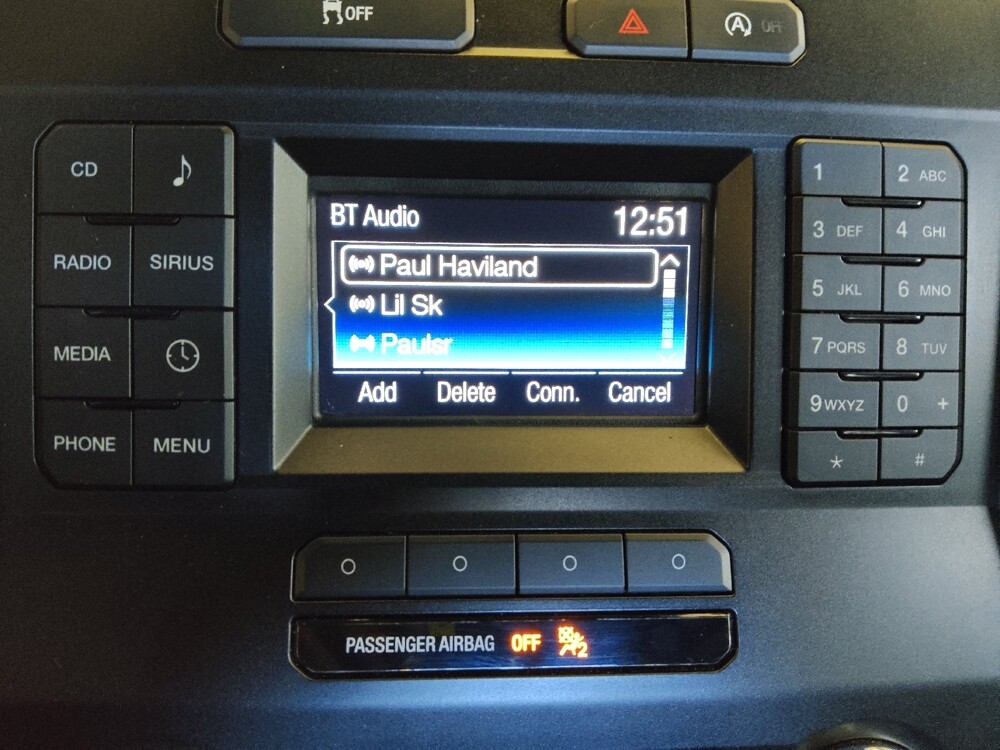 OFF
A OFF
CD
RADIO SIRIUS
MEDIA
PHONE MENU
BT Audio 12:51
Paul Haviland
Lil Sk
Paulsr
Add Delete Conn. Cancel
1 2 ABC
3 DEF 4 GHI
5 JKL 6 MNO
7 PQRS 8 TUV
9 WXYZ 0 +
* #
PASSENGER AIRBAG OFF 2